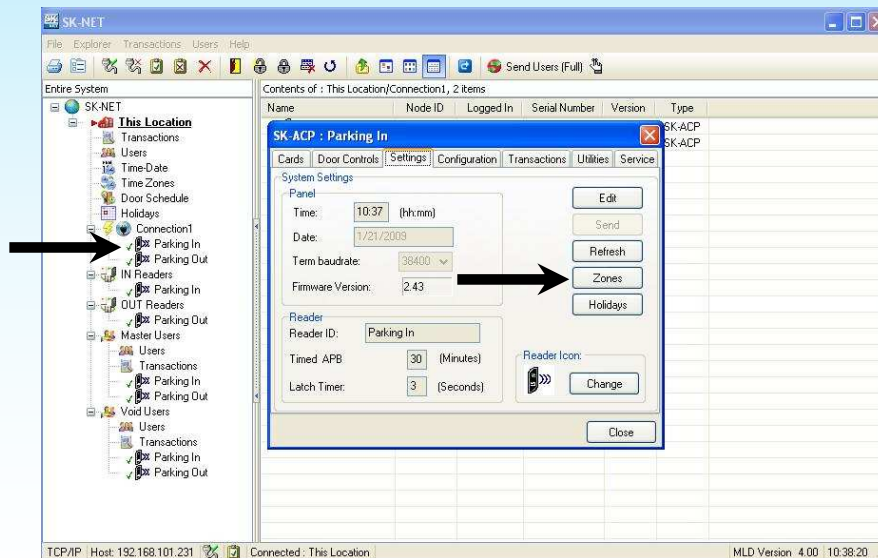 SK-NET
File Explorer Transactions Users Help
Send Users (Full)
Entire System
Contents of : This Location/Connection1, 2 items
SK-NET
This Location
Transactions
Users
Time-Date
Time Zones
Door Schedule
Holidays
Connection1
Parking In
Parking Out
IN Readers
Parking In
OUT Readers
Parking Out
Master Users
Users
Transactions
Parking In
Parking Out
Void Users
Users
Transactions
Parking In
Parking Out
Name Node ID Logged In Serial Number Version Type
SK-ACP
SK-ACP
SK-ACP : Parking In
Cards Door Controls Settings Configuration Transactions Utilities Service
System Settings
Panel
Time: 10:37 (hh:mm)
Date: 1/21/2009
Term baudrate: 38400
Firmware Version: 2.43
Edit
Send
Refresh
Zones
Holidays
Reader
Reader ID: Parking In
Timed APB 30 (Minutes)
Latch Timer: 3 (Seconds)
Reader Icon:
Change
Close
TCP/IP Host: 192.168.101.231 Connected : This Location MLD Version 4.00 10:38:20